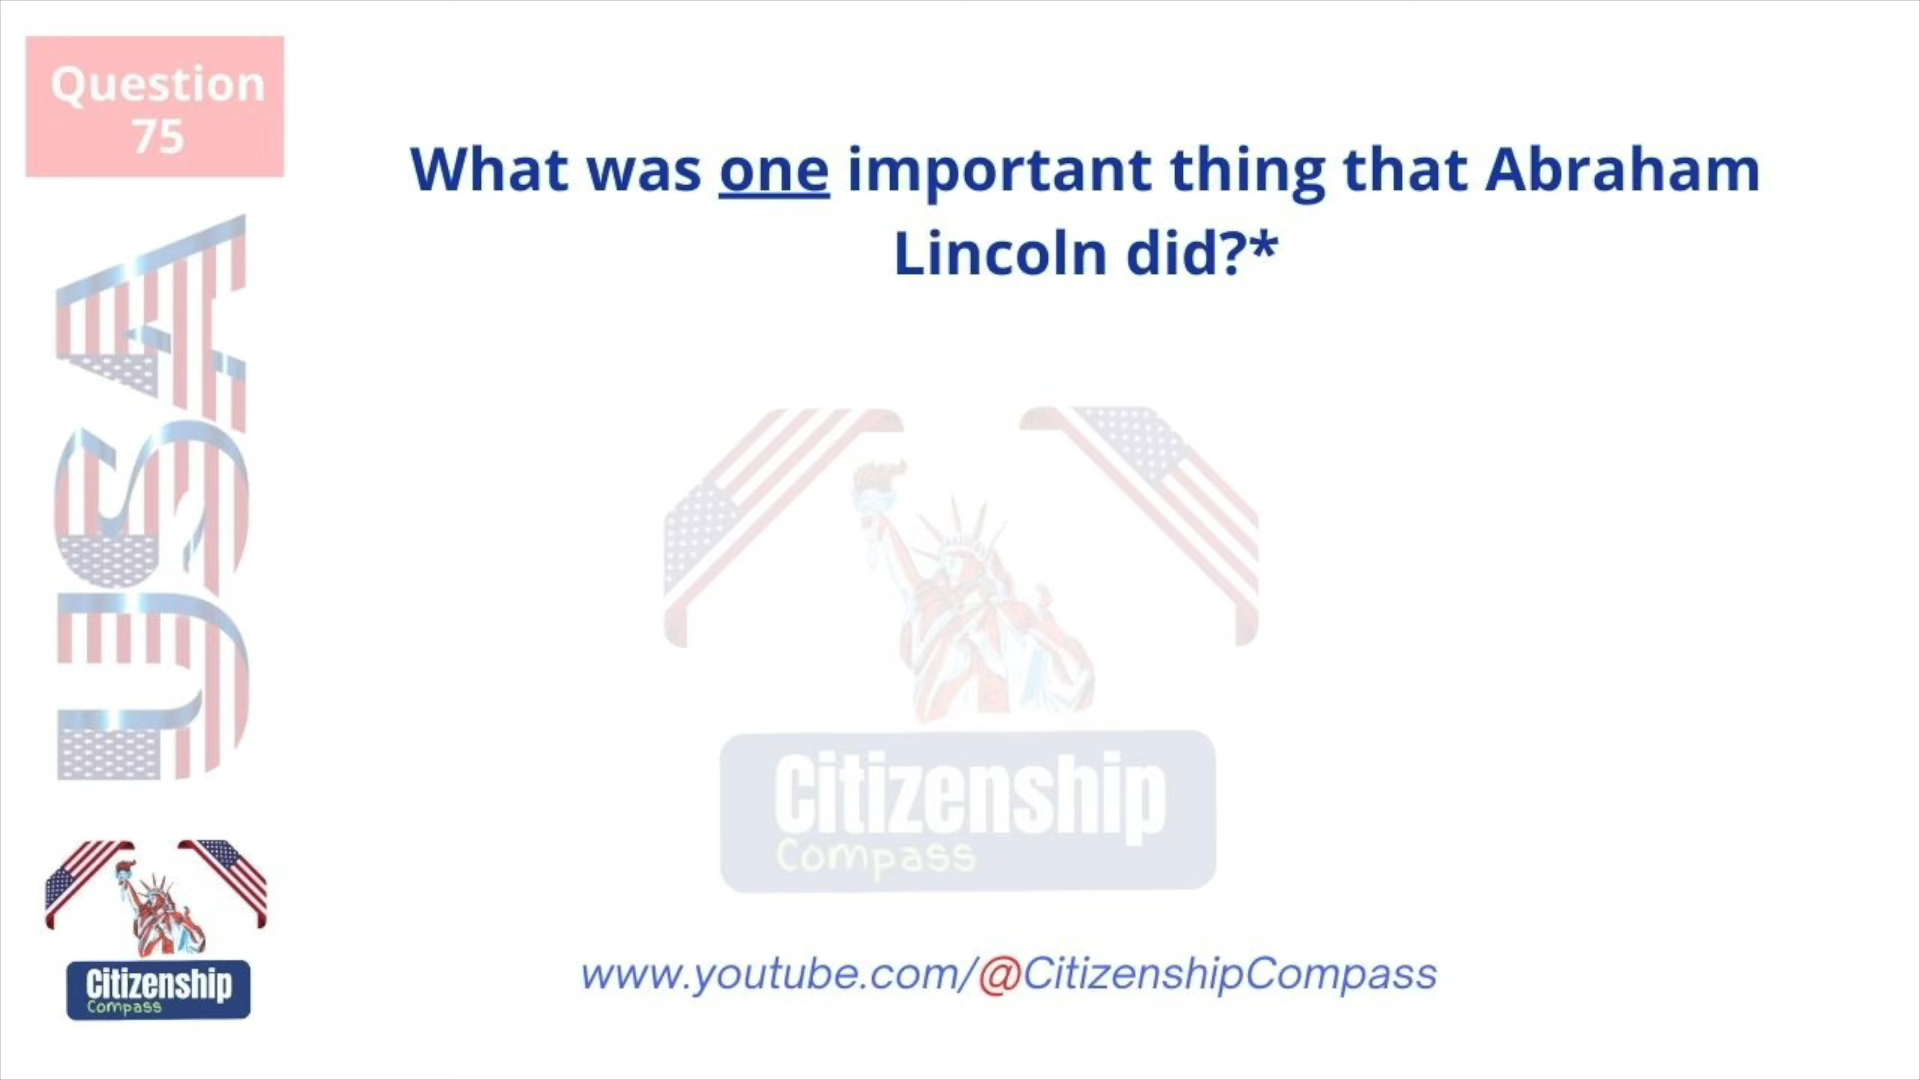 Question
75
What was one important thing that Abraham
Lincoln did?*
USA
Citizenship
Compass
Citizenship
Compass
www.youtube.com/@CitizenshipCompass